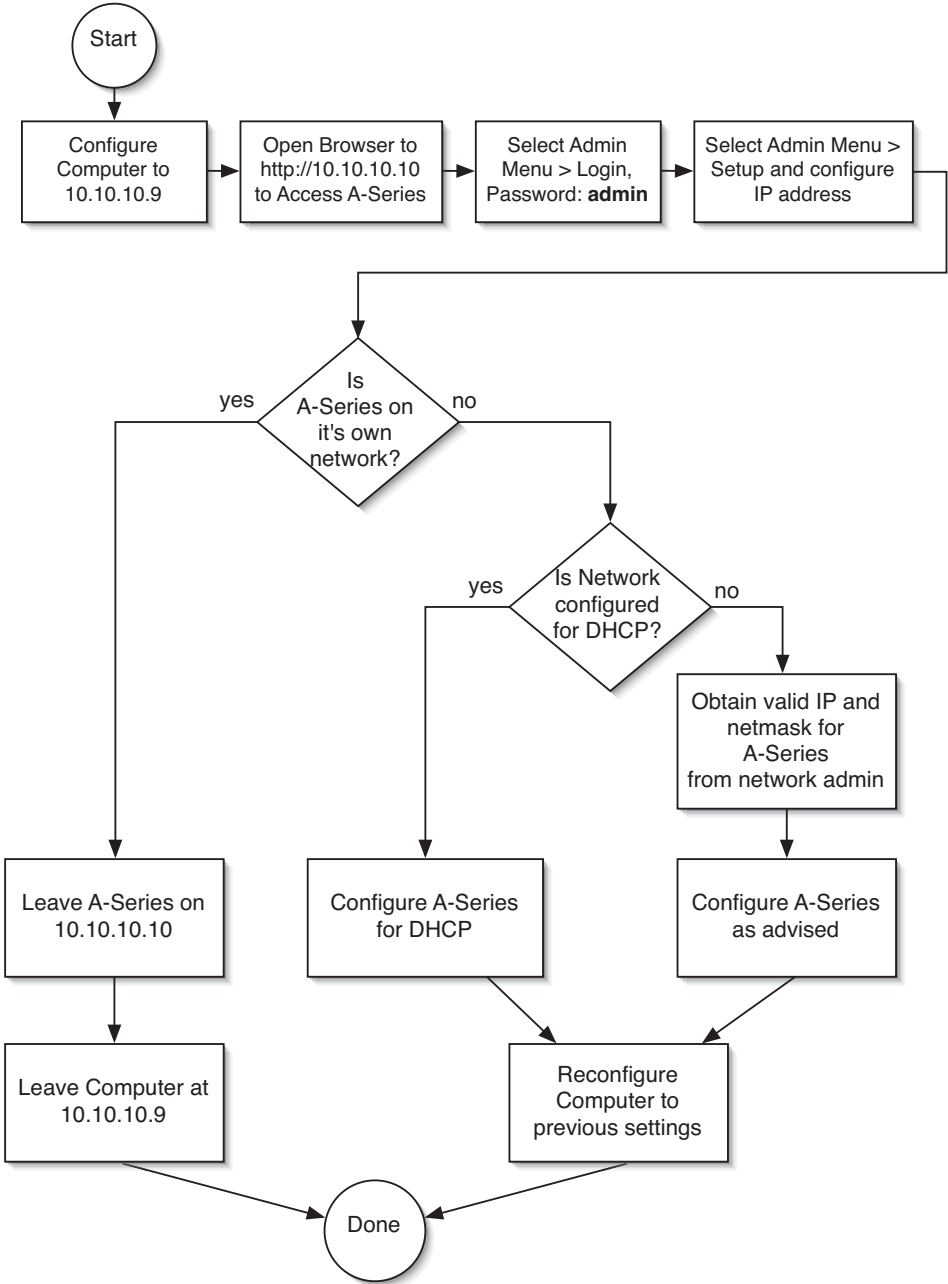 Start
Configure
Computer to
10.10.10.9
Open Browser to
http://10.10.10.10
to Access A-Series
Select Admin
Menu > Login,
Password: admin
Select Admin Menu >
Setup and configure
IP address
Is
A-Series on
it's own
network?
yes
no
Is Network
configured
for DHCP?
yes
no
Obtain valid IP and
netmask for
A-Series
from network admin
Leave A-Series on
10.10.10.10
Configure A-Series
for DHCP
Configure A-Series
as advised
Leave Computer at
10.10.10.9
Reconfigure
Computer to
previous settings
Done